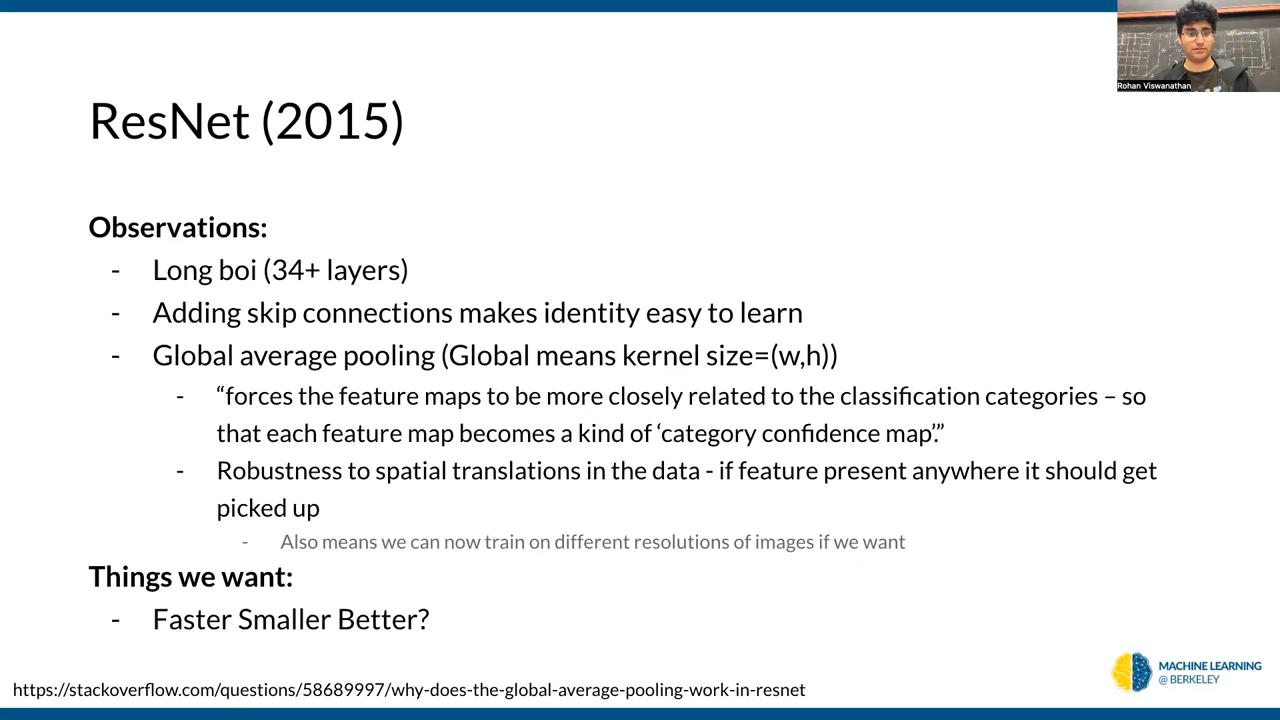 Rohan Viswanathan
ResNet (2015)
Observations:
- Long boi (34+ layers)
- Adding skip connections makes identity easy to learn
- Global average pooling (Global means kernel size=(w,h))
- “forces the feature maps to be more closely related to the classification categories – so
that each feature map becomes a kind of ‘category confidence map’.”
- Robustness to spatial translations in the data - if feature present anywhere it should get
picked up
- Also means we can now train on different resolutions of images if we want
Things we want:
- Faster Smaller Better?
MACHINE LEARNING
@ BERKELEY
https://stackoverflow.com/questions/58689997/why-does-the-global-average-pooling-work-in-resnet